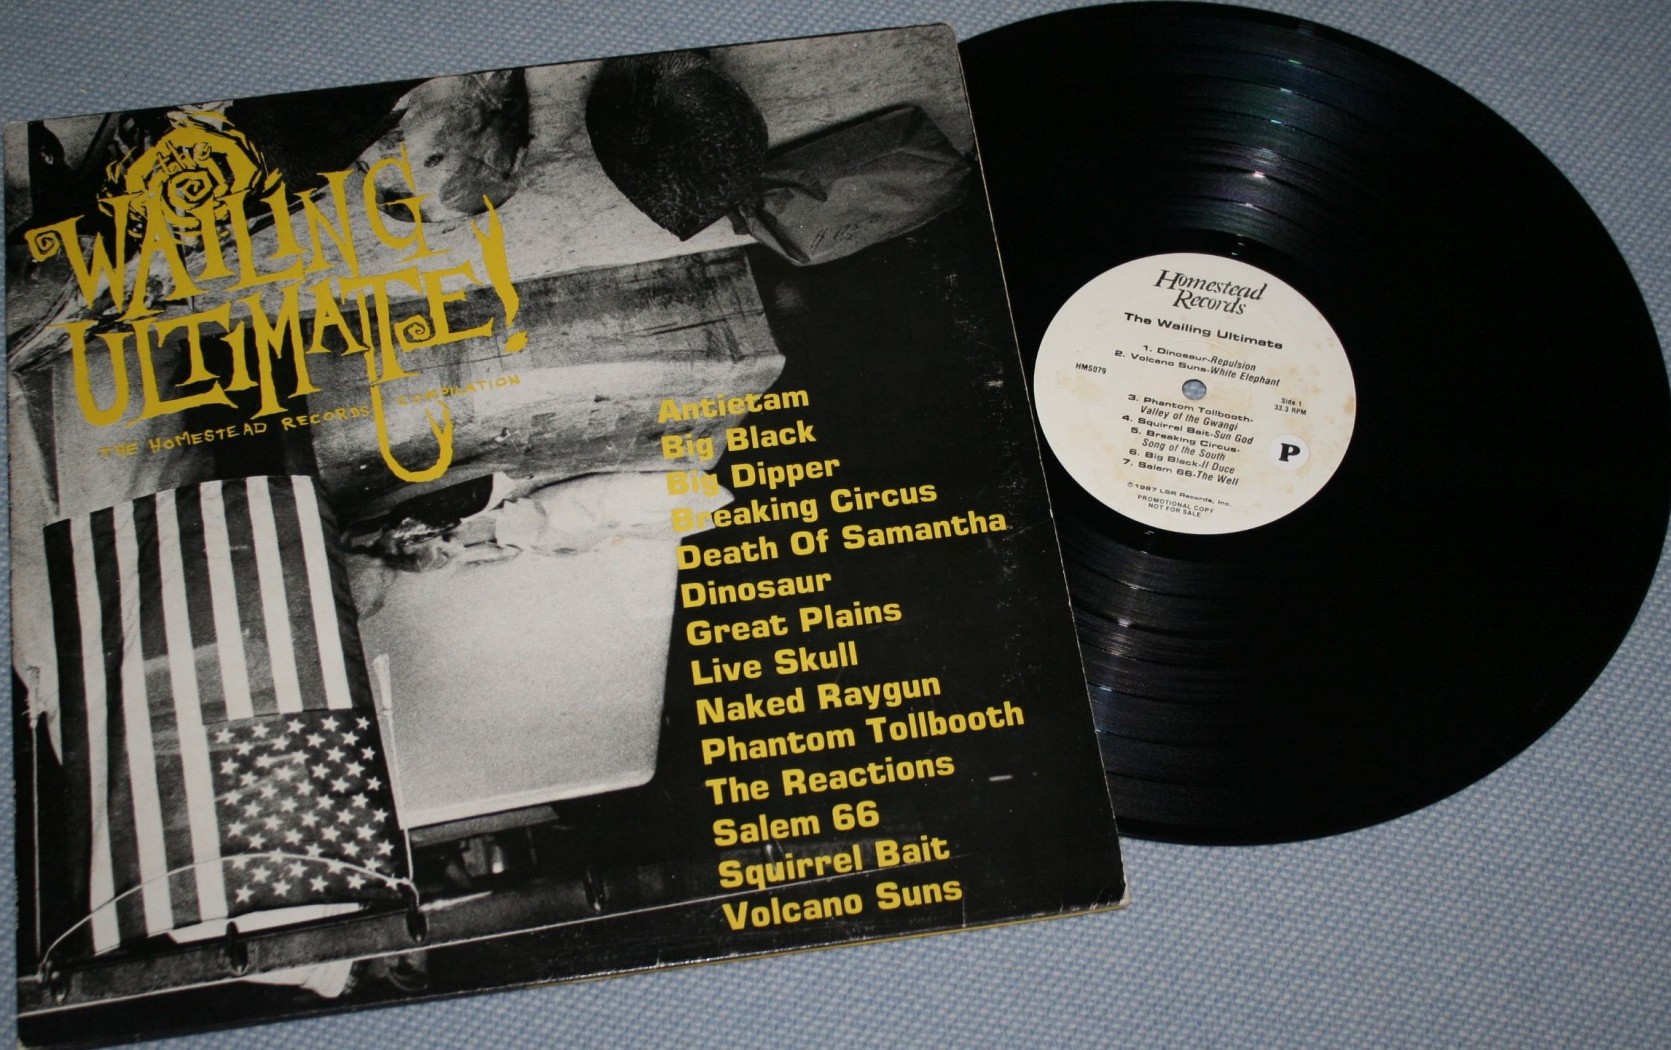 the
WAILING
ULTIMATE!
THE HOMESTEAD RECORDS COMPILATION
Antietam
Big Black
Big Dipper
Breaking Circus
Death Of Samantha
Dinosaur
Great Plains
Live Skull
Naked Raygun
Phantom Tollbooth
The Reactions
Salem 66
Squirrel Bait
Volcano Suns
Homestead
Records
The Wailing Ultimate
1. Dinosaur-Repulsion
2. Volcano Suns-White Elephant
HMS079
Side 1
33.3 RPM
3. Phantom Tollbooth-
Valley of the Gwangi
4. Squirrel Bait-Sun God
5. Breaking Circus-
Song of the South
6. Big Black-Il Duce
7. Salem 66-The Well
P
℗©1987 LSR Records, Inc.
PROMOTIONAL COPY
NOT FOR SALE